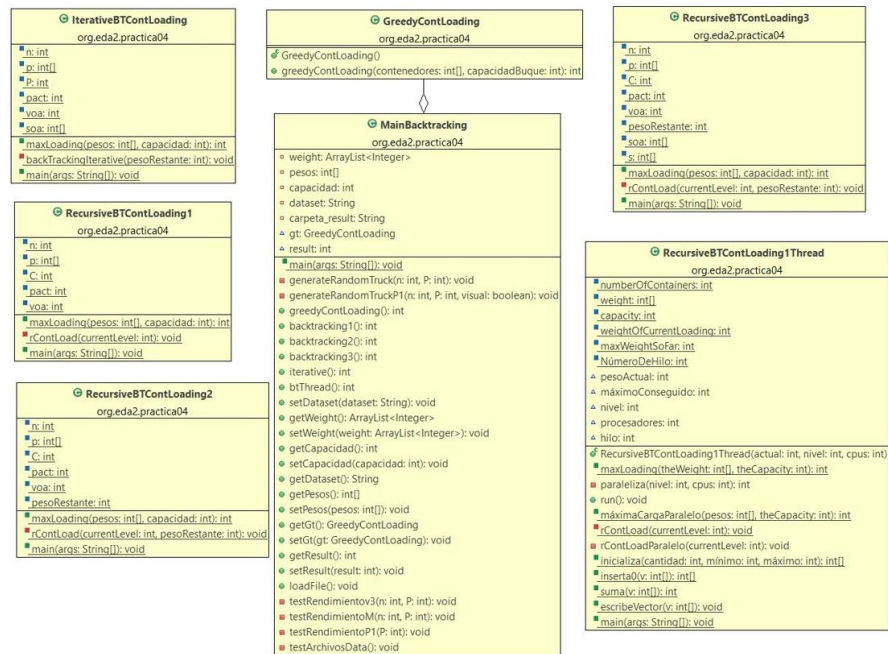 IterativeBTContLoading
org.eda2.practica04
n: int
p: int[]
P: int
pact: int
voa: int
soa: int[]
maxLoading(pesos: int[], capacidad: int): int
backTrackingIterative(pesoRestante: int): void
main(args: String[]): void
RecursiveBTContLoading1
org.eda2.practica04
n: int
p: int[]
C: int
pact: int
voa: int
maxLoading(pesos: int[], capacidad: int): int
rContLoad(currentLevel: int): void
main(args: String[]): void
RecursiveBTContLoading2
org.eda2.practica04
n: int
p: int[]
C: int
pact: int
voa: int
pesoRestante: int
maxLoading(pesos: int[], capacidad: int): int
rContLoad(currentLevel: int, pesoRestante: int): void
main(args: String[]): void
GreedyContLoading
org.eda2.practica04
GreedyContLoading()
greedyContLoading(contenedores: int[], capacidadBuque: int): int
MainBacktracking
org.eda2.practica04
weight: ArrayList<Integer>
pesos: int[]
capacidad: int
dataset: String
carpeta_result: String
gt: GreedyContLoading
result: int
main(args: String[]): void
generateRandomTruck(n: int, P: int): void
generateRandomTruckP1(n: int, P: int, visual: boolean): void
greedyContLoading(): int
backtracking1(): int
backtracking2(): int
backtracking3(): int
iterative(): int
btThread(): int
setDataset(dataset: String): void
getWeight(): ArrayList<Integer>
setWeight(weight: ArrayList<Integer>): void
getCapacidad(): int
setCapacidad(capacidad: int): void
getDataset(): String
getPesos(): int[]
setPesos(pesos: int[]): void
getGt(): GreedyContLoading
setGt(gt: GreedyContLoading): void
getResult(): int
setResult(result: int): void
loadFile(): void
testRendimientov3(n: int, P: int): void
testRendimientoM(n: int, P: int): void
testRendimientoP1(P: int): void
testArchivosData(): void
RecursiveBTContLoading3
org.eda2.practica04
n: int
p: int[]
C: int
pact: int
voa: int
pesoRestante: int
soa: int[]
s: int[]
maxLoading(pesos: int[], capacidad: int): int
rContLoad(currentLevel: int, pesoRestante: int): void
main(args: String[]): void
RecursiveBTContLoading1Thread
org.eda2.practica04
numberOfContainers: int
weight: int[]
capacity: int
weightOfCurrentLoading: int
maxWeightSoFar: int
NúmeroDeHilo: int
pesoActual: int
máximoConseguido: int
nivel: int
procesadores: int
hilo: int
RecursiveBTContLoading1Thread(actual: int, nivel: int, cpus: int)
maxLoading(theWeight: int[], theCapacity: int): int
paraleliza(nivel: int, cpus: int): int
run(): void
máximaCargaParalelo(pesos: int[], theCapacity: int): int
rContLoad(currentLevel: int): void
rContLoadParalelo(currentLevel: int): void
inicializa(cantidad: int, mínimo: int, máximo: int): int[]
inserta0(v: int[]): int[]
suma(v: int[]): int
escribeVector(v: int[]): void
main(args: String[]): void